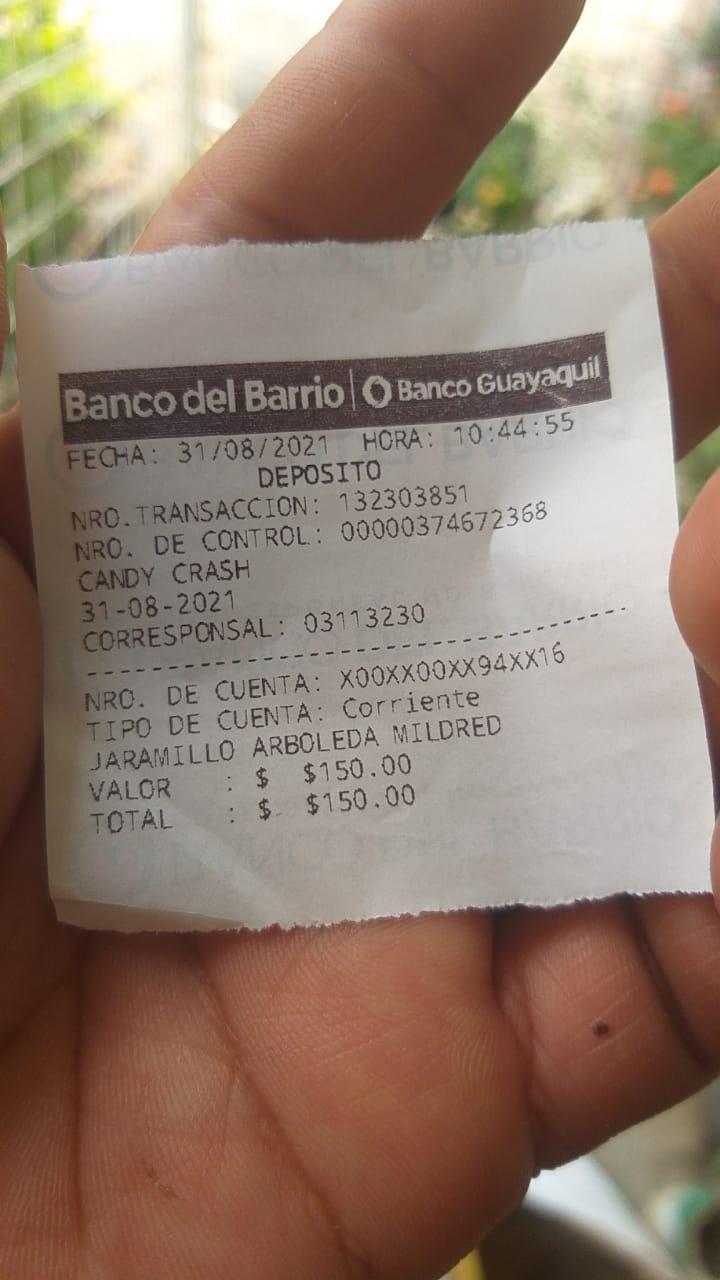 Banco del Barrio | Banco Guayaquil
FECHA: 31/08/2021 HORA: 10:44:55
DEPOSITO
NRO.TRANSACCION: 132303851
NRO. DE CONTROL: 00000374672368
CANDY CRASH
31-08-2021
CORRESPONSAL: 03113230
--------------------------------------
NRO. DE CUENTA: X00XX00XX94XX16
TIPO DE CUENTA: Corriente
JARAMILLO ARBOLEDA MILDRED
VALOR : $ $150.00
TOTAL : $ $150.00